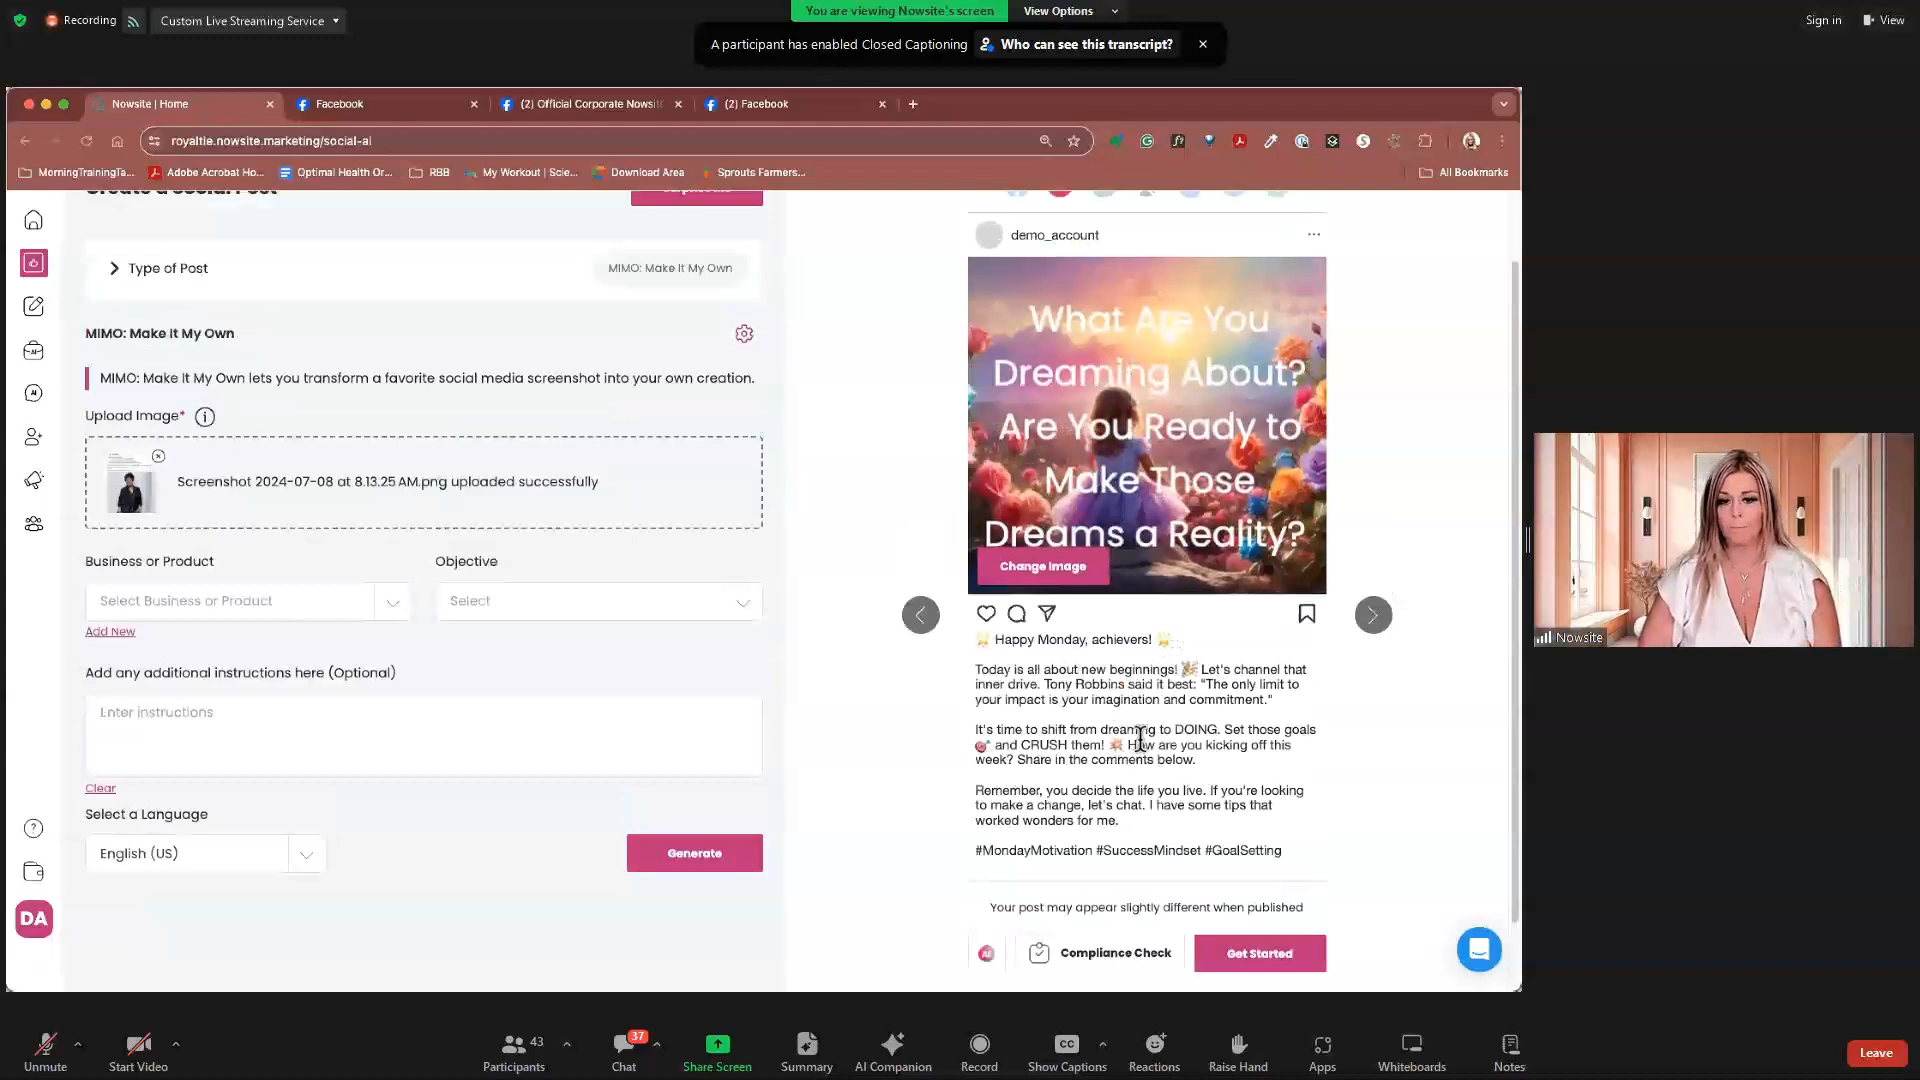 Recording
Custom Live Streaming Service
You are viewing Nowsite's screen
View Options
Sign in
View
A participant has enabled Closed Captioning
Who can see this transcript?
Nowsite | Home
Facebook
(2) Official Corporate Nowsit
(2) Facebook
royaltie.nowsite.marketing/social-ai
MorningTrainingTa...
Adobe Acrobat Ho...
Optimal Health Or...
RBB
My Workout | Scie...
Download Area
Sprouts Farmers...
All Bookmarks
Create a Social Post
Type of Post
MIMO: Make It My Own
MIMO: Make It My Own
MIMO: Make It My Own lets you transform a favorite social media screenshot into your own creation.
Upload Image*
Screenshot 2024-07-08 at 8.13.25 AM.png uploaded successfully
Business or Product
Objective
Select Business or Product
Select
Add New
Add any additional instructions here (Optional)
Enter instructions
Clear
Select a Language
English (US)
Generate
DA
demo_account
What Are You
Dreaming About?
Are You Ready to
Make Those
Dreams a Reality?
Change Image
Happy Monday, achievers!
Today is all about new beginnings! 🎉 Let's channel that
inner drive. Tony Robbins said it best: "The only limit to
your impact is your imagination and commitment."
It's time to shift from dreaming to DOING. Set those goals
🎯 and CRUSH them! 💥 How are you kicking off this
week? Share in the comments below.
Remember, you decide the life you live. If you're looking
to make a change, let's chat. I have some tips that
worked wonders for me.
#MondayMotivation #SuccessMindset #GoalSetting
Your post may appear slightly different when published
Compliance Check
Get Started
Nowsite
Unmute
Start Video
Participants
43
Chat
37
Share Screen
Summary
AI Companion
Record
CC
Show Captions
Reactions
Raise Hand
Apps
Whiteboards
Notes
Leave